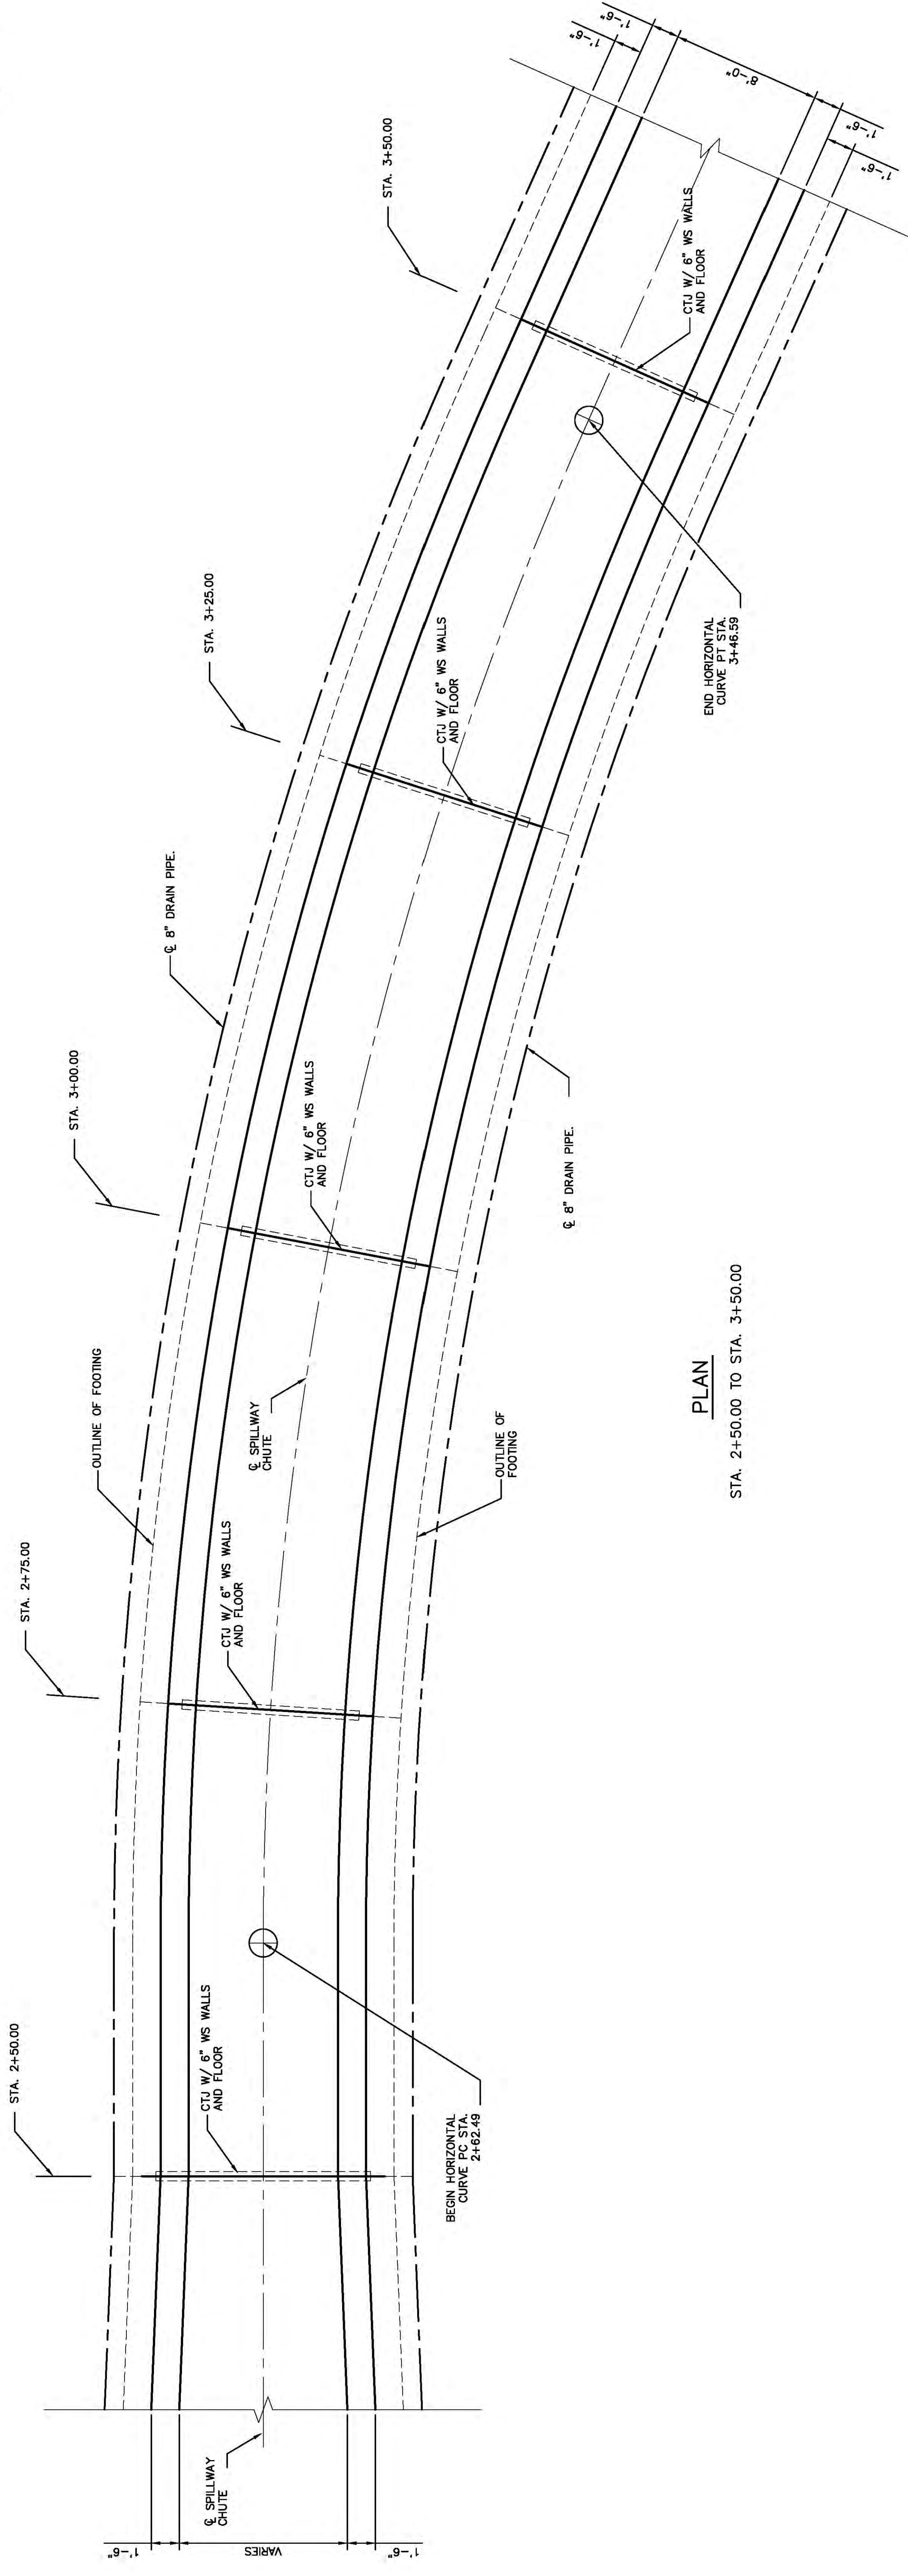 STA. 2+50.00
STA. 2+75.00
STA. 3+00.00
STA. 3+25.00
STA. 3+50.00
OUTLINE OF FOOTING
℄ 8" DRAIN PIPE.
1'-6"
VARIES
1'-6"
℄ SPILLWAY
CHUTE
CTJ W/ 6" WS WALLS
AND FLOOR
CTJ W/ 6" WS WALLS
AND FLOOR
℄ SPILLWAY
CHUTE
CTJ W/ 6" WS WALLS
AND FLOOR
CTJ W/ 6" WS WALLS
AND FLOOR
CTJ W/ 6" WS WALLS
AND FLOOR
1'-6"
1'-6"
8'-0"
1'-6"
1'-6"
BEGIN HORIZONTAL
CURVE PC STA.
2+62.49
OUTLINE OF
FOOTING
℄ 8" DRAIN PIPE.
END HORIZONTAL
CURVE PT STA.
3+46.59
PLAN
STA. 2+50.00 TO STA. 3+50.00